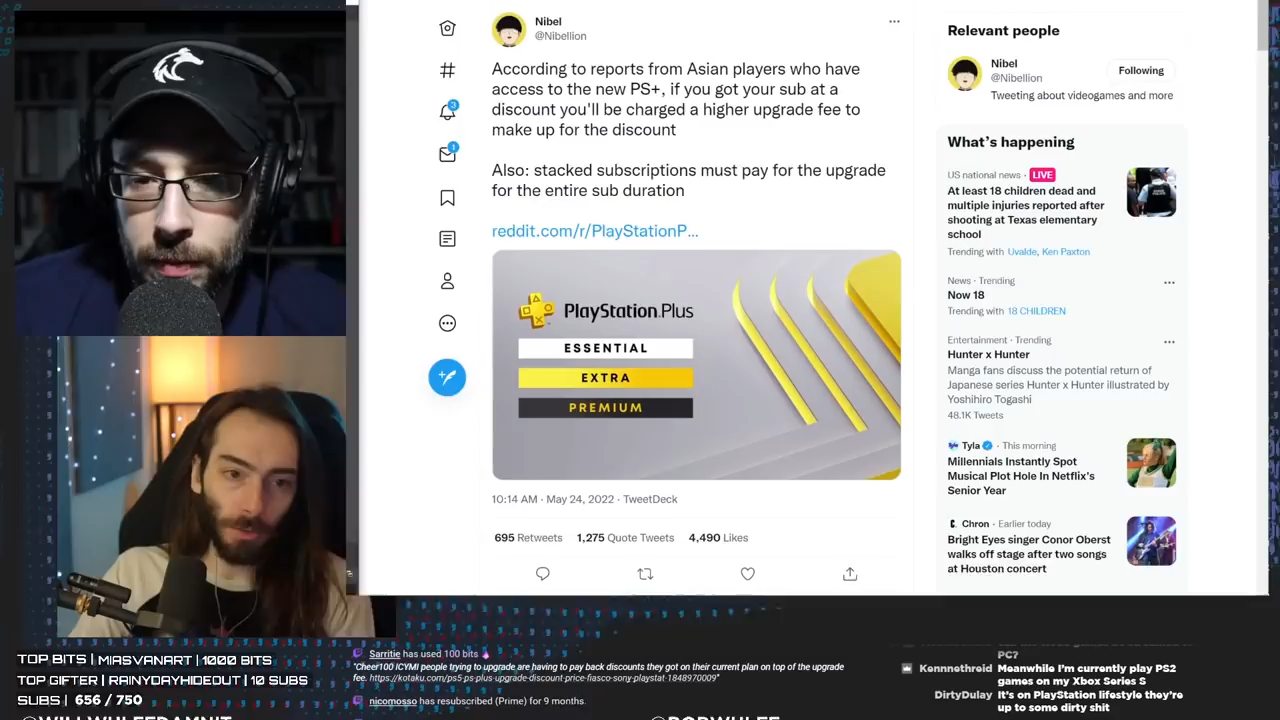 Nibel
@Nibellion
According to reports from Asian players who have
access to the new PS+, if you got your sub at a
discount you'll be charged a higher upgrade fee to
make up for the discount
Also: stacked subscriptions must pay for the upgrade
for the entire sub duration
reddit.com/r/PlayStationP...
PlayStation.Plus
ESSENTIAL
EXTRA
PREMIUM
10:14 AM · May 24, 2022 · TweetDeck
695 Retweets 1,275 Quote Tweets 4,490 Likes
3
1
Relevant people
Nibel
@Nibellion
Following
Tweeting about videogames and more
What's happening
US national news · LIVE
At least 18 children dead and
multiple injuries reported after
shooting at Texas elementary
school
Trending with Uvalde, Ken Paxton
News · Trending
Now 18
Trending with 18 CHILDREN
Entertainment · Trending
Hunter x Hunter
Manga fans discuss the potential return of
Japanese series Hunter x Hunter illustrated by
Yoshihiro Togashi
48.1K Tweets
Tyla · This morning
Millennials Instantly Spot
Musical Plot Hole In Netflix's
Senior Year
Chron · Earlier today
Bright Eyes singer Conor Oberst
walks off stage after two songs
at Houston concert
TOP BITS | MIASVANART | 1000 BITS
TOP GIFTER | RAINYDAYHIDEOUT | 10 SUBS
SUBS | 656 / 750
@WILLWULFDAMNIT
Sarritie has used 100 bits
"Cheer100 ICYMI people trying to upgrade are having to pay back discounts they got on their current plan on top of the upgrade
fee. https://kotaku.com/ps5-ps-plus-upgrade-discount-price-fiasco-sony-playstat-1848970009"
nicomosso has resubscribed (Prime) for 9 months.
PC?
Kennnethreid Meanwhile I'm currently play PS2
games on my Xbox Series S
DirtyDulay It's on PlayStation lifestyle they're
up to some dirty shit